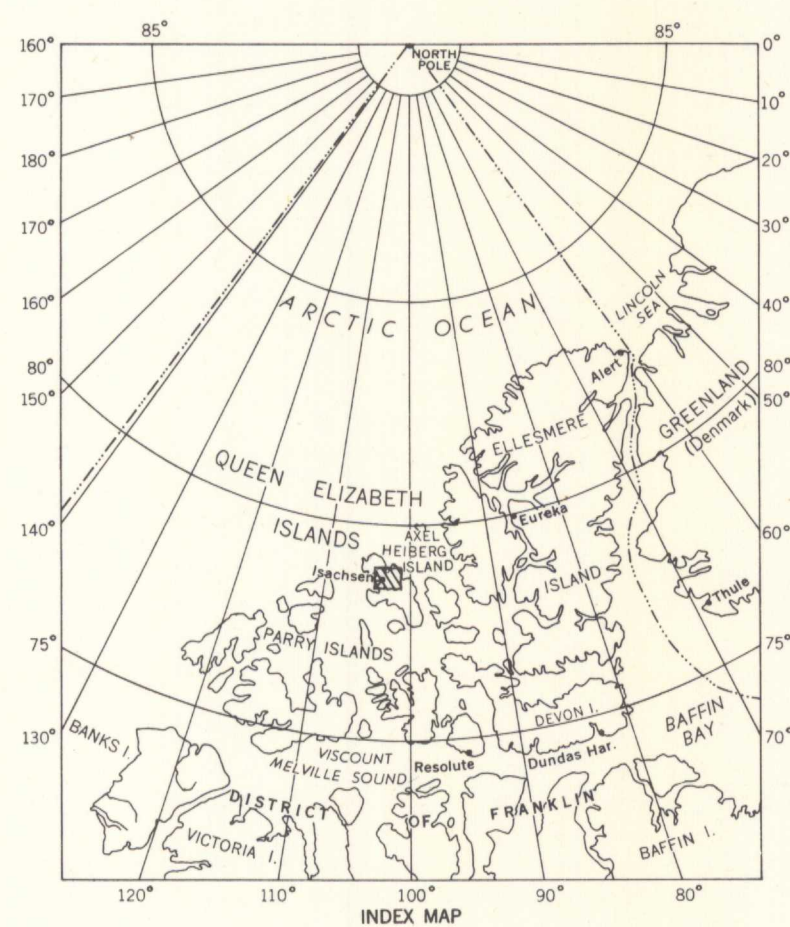 85° 85°
160° 0°
NORTH
POLE
170° 10°
180° 20°
170° 30°
160° 40°
LINCOLN
SEA
ARCTIC OCEAN
80° 80°
150° 50°
Alert
GREENLAND
(Denmark)
ELLESMERE
QUEEN ELIZABETH
ISLANDS
Eureka
140° 60°
AXEL
HEIBERG
ISLAND
Isachsen
ISLAND
Thule
75° 75°
PARRY ISLANDS
130° 70°
BANKS I.
DEVON I.
BAFFIN
BAY
VISCOUNT
MELVILLE SOUND
Resolute
Dundas Har.
DISTRICT OF FRANKLIN
VICTORIA I.
BAFFIN I.
120° 110° 100° 90° 80°
INDEX MAP